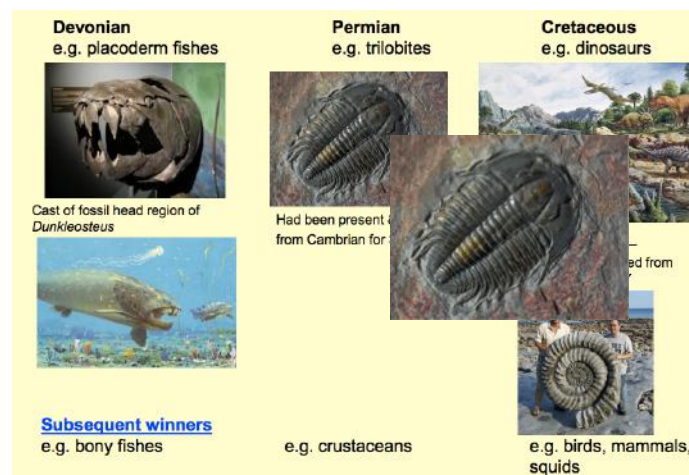 Devonian
e.g. placoderm fishes
Permian
e.g. trilobites
Cretaceous
e.g. dinosaurs
Cast of fossil head region of
Dunkleosteus
Had been present
from Cambrian for
from
Subsequent winners
e.g. bony fishes
e.g. crustaceans
e.g. birds, mammals,
squids